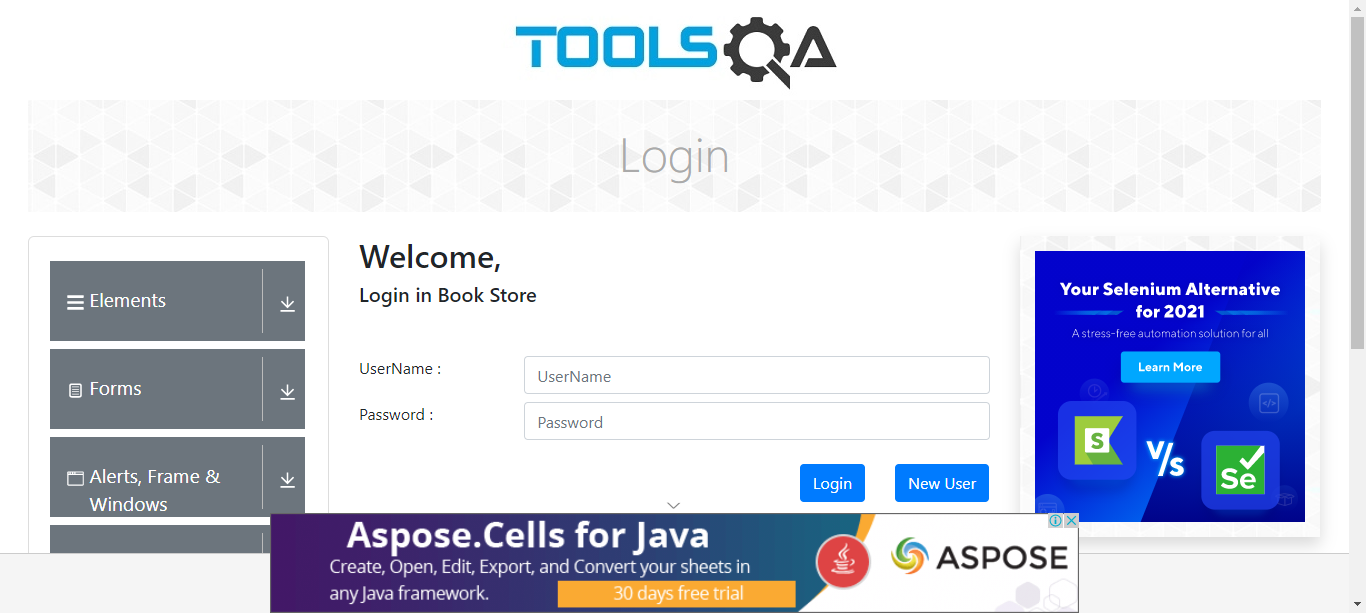 TOOLSQA
Login
Elements
Forms
Alerts, Frame &
Windows
Welcome,
Login in Book Store
UserName :
UserName
Password :
Password
Login
New User
Your Selenium Alternative
for 2021
A stress-free automation solution for all
Learn More
S
V/s
</>
Se
Aspose.Cells for Java
Create, Open, Edit, Export, and Convert your sheets in
any Java framework.
30 days free trial
ASPOSE